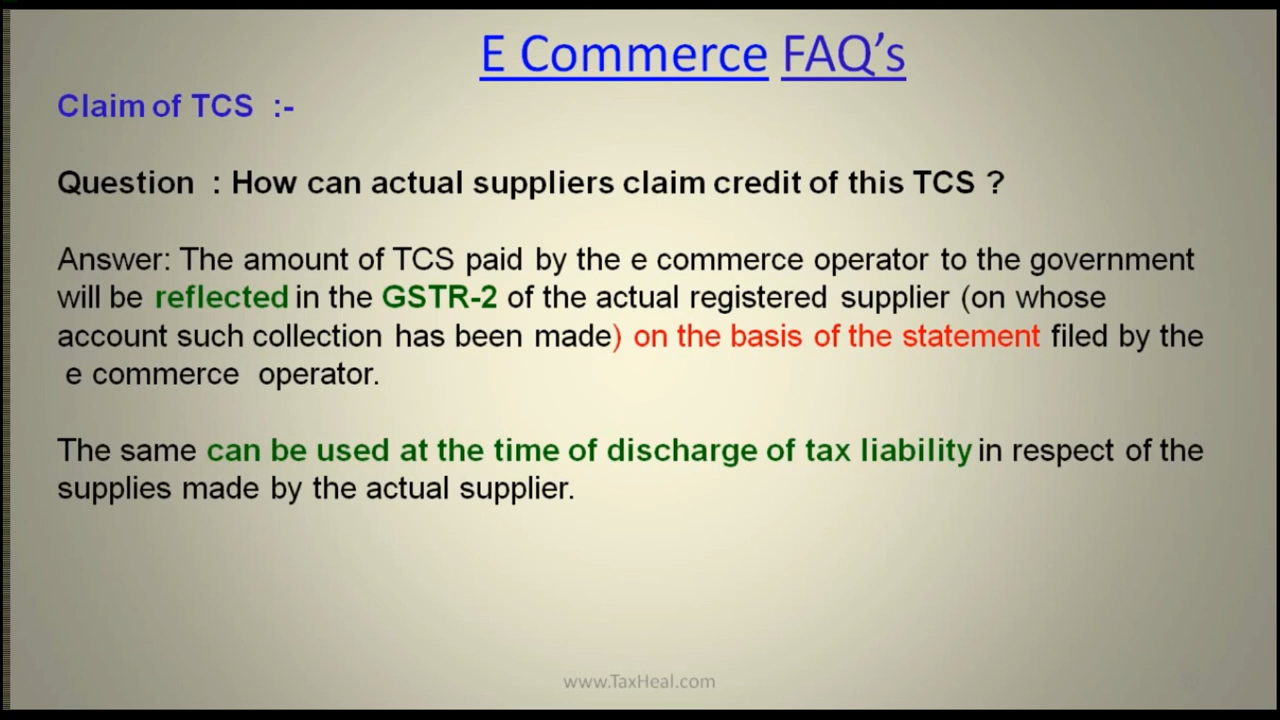 E Commerce FAQ's
Claim of TCS :-
Question : How can actual suppliers claim credit of this TCS ?
Answer: The amount of TCS paid by the e commerce operator to the government
will be reflected in the GSTR-2 of the actual registered supplier (on whose
account such collection has been made) on the basis of the statement filed by the
e commerce operator.
The same can be used at the time of discharge of tax liability in respect of the
supplies made by the actual supplier.
www.TaxHeal.com